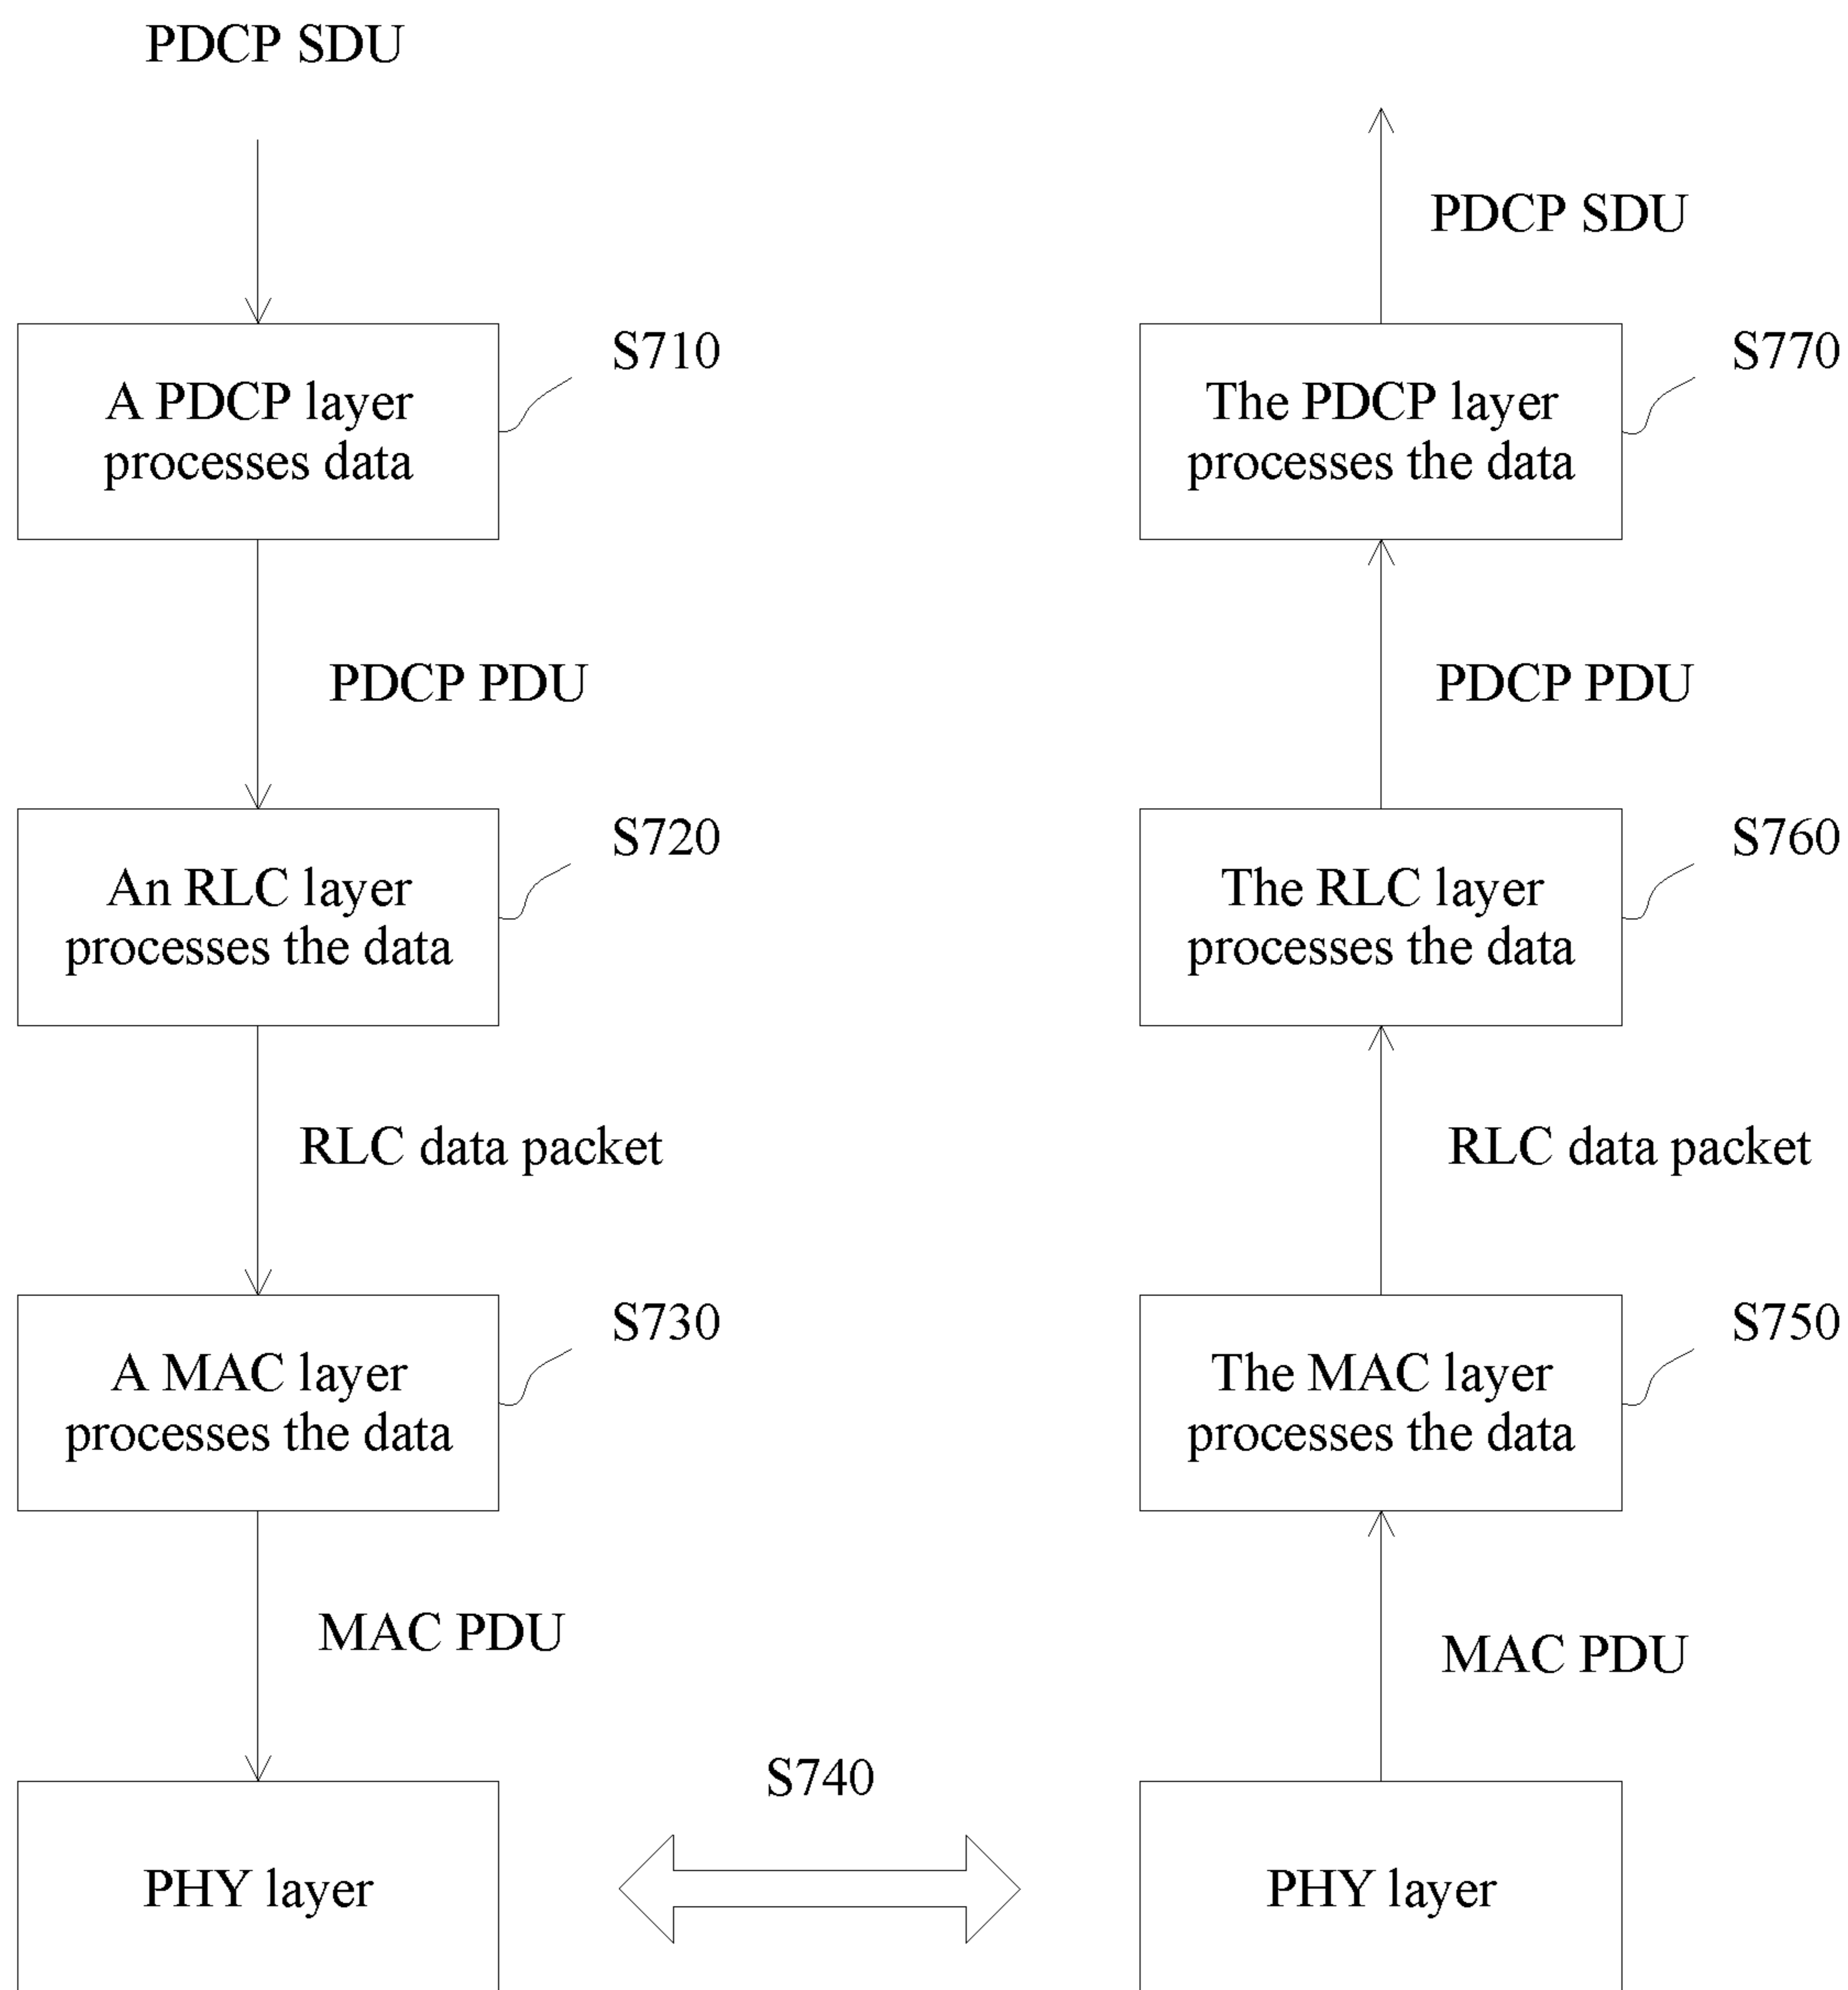 PDCP SDU
A PDCP layer
processes data
S710
PDCP PDU
An RLC layer
processes the data
S720
RLC data packet
A MAC layer
processes the data
S730
MAC PDU
PHY layer
S740
PHY layer
MAC PDU
The MAC layer
processes the data
S750
RLC data packet
The RLC layer
processes the data
S760
PDCP PDU
The PDCP layer
processes the data
S770
PDCP SDU